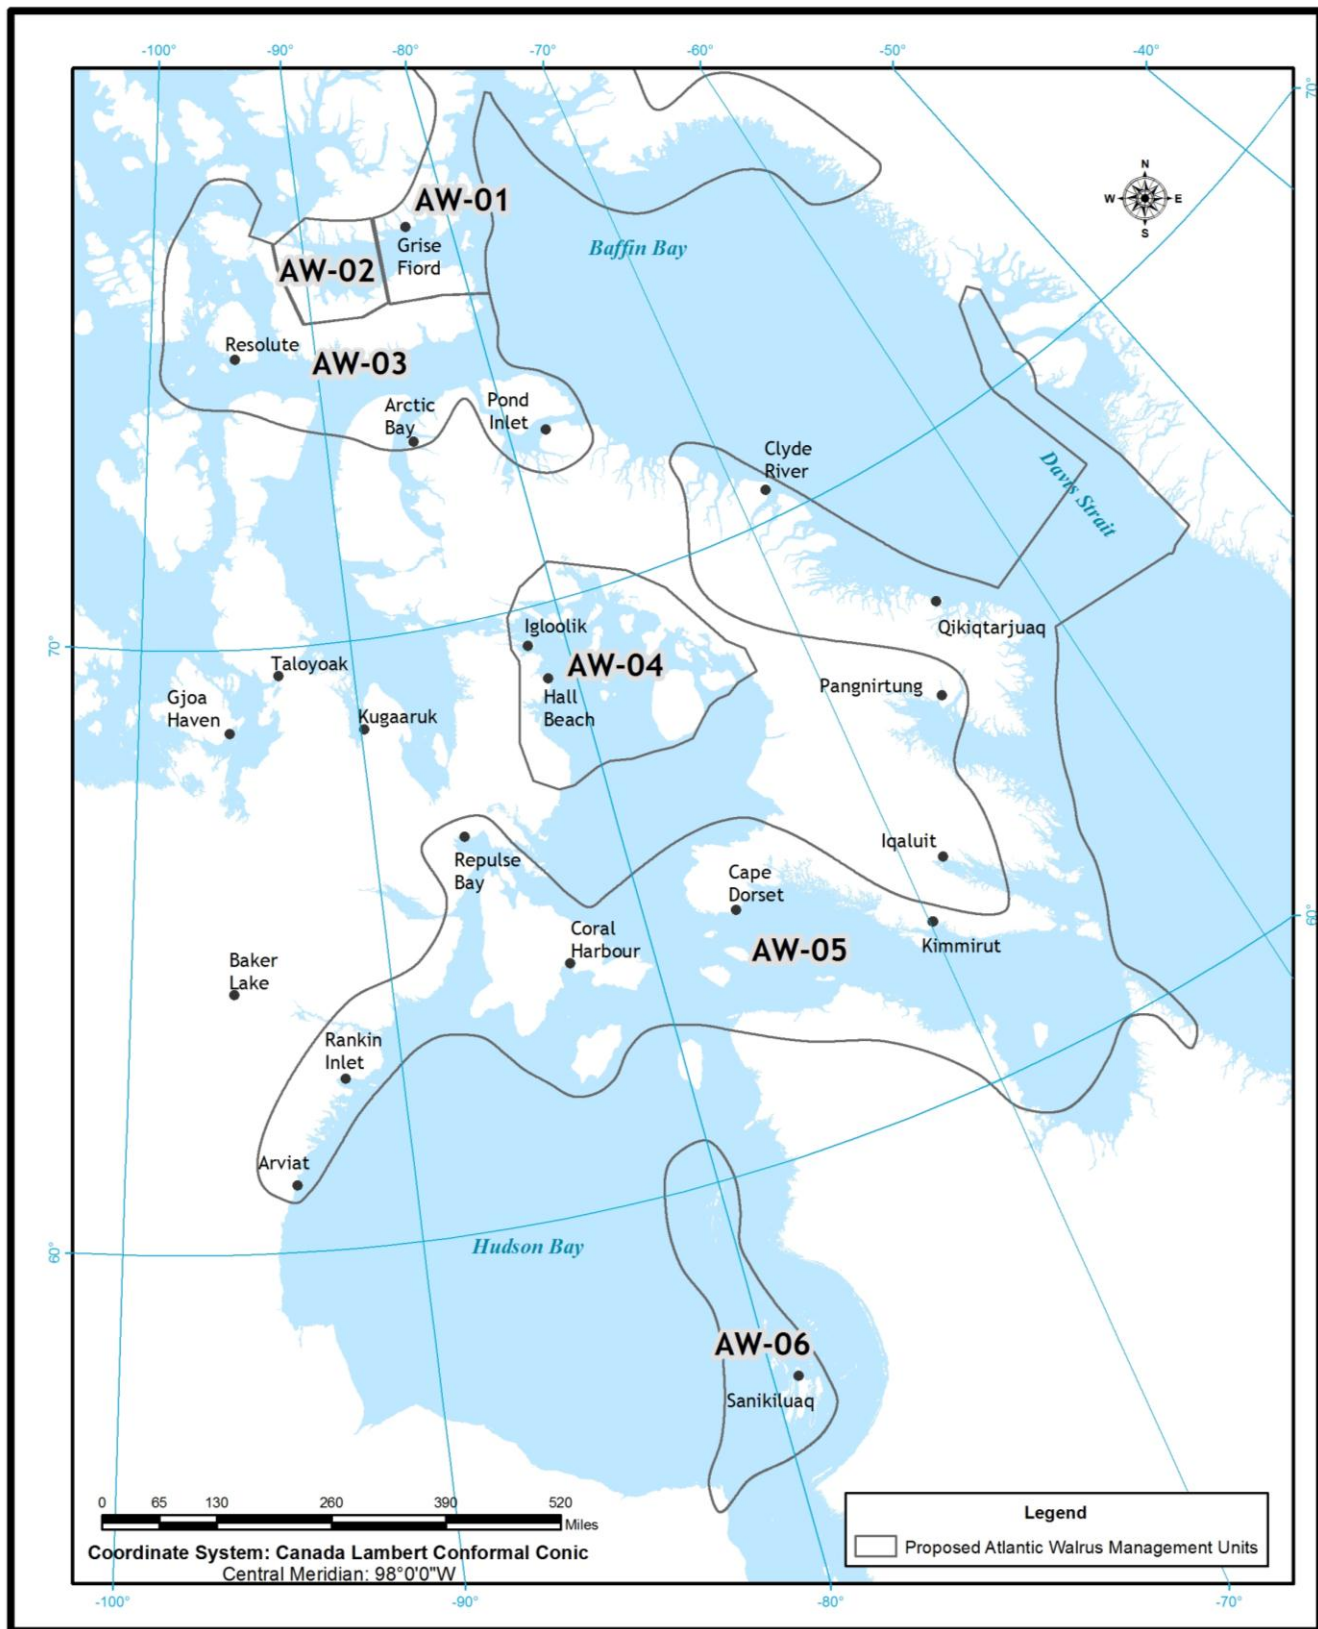 -100°
-90°
-80°
-70°
-60°
-50°
-40°
70°
N
W
E
S
AW-01
Grise
Fiord
Baffin Bay
AW-02
Resolute
AW-03
Arctic
Bay
Pond
Inlet
Clyde
River
Davis Strait
Igloolik
AW-04
Hall
Beach
Qikiqtarjuaq
70°
Taloyoak
Gjoa
Haven
Kugaaruk
Pangnirtung
Repulse
Bay
Iqaluit
Cape
Dorset
60°
Coral
Harbour
AW-05
Kimmirut
Baker
Lake
Rankin
Inlet
Arviat
60°
Hudson Bay
AW-06
Sanikiluaq
0
65
130
260
390
520
Miles
Coordinate System: Canada Lambert Conformal Conic
Central Meridian: 98°0'0"W
Legend
Proposed Atlantic Walrus Management Units
-100°
-90°
-80°
-70°